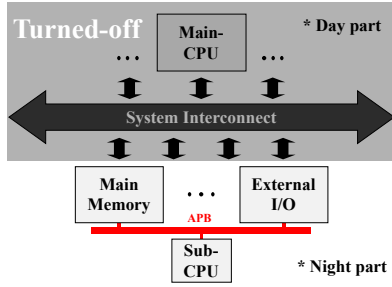 Turned-off
* Day part
Main-
CPU
... ...
System Interconnect
Main
Memory
...
External
I/O
APB
Sub-
CPU
* Night part